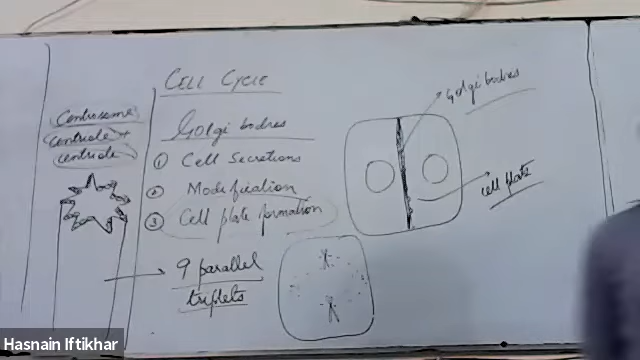 CELL CYCLE
Centrosome
Centriole +
centriole
Golgi bodies
① Cell Secretions
② Modification
③ Cell plate formation
9 parallel
triplets
Golgi bodies
cell plate
Hasnain Iftikhar